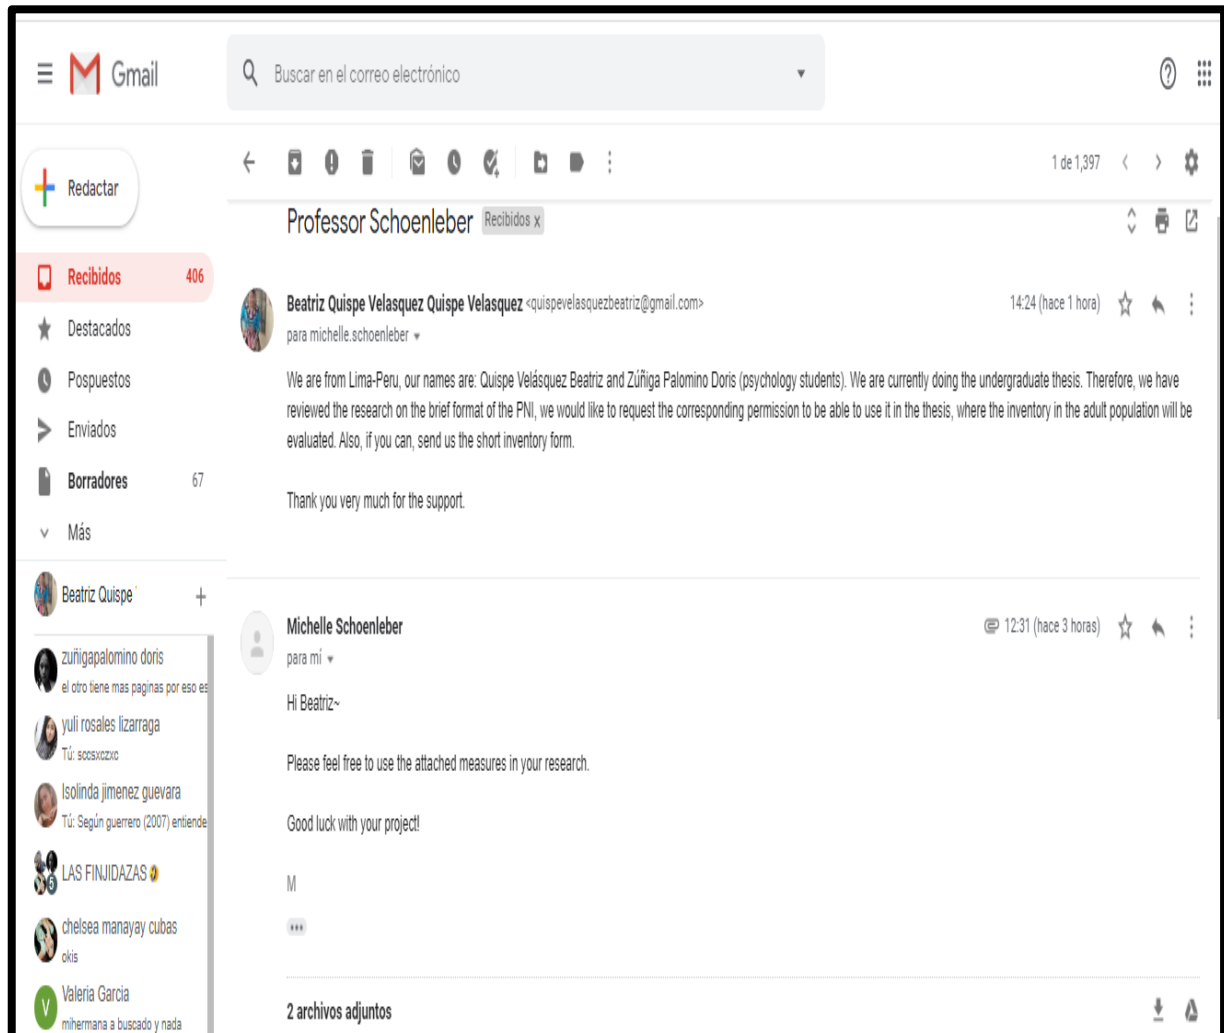 Gmail
Buscar en el correo electrónico
Redactar
1 de 1,397
Professor Schoenleber Recibidos x
Recibidos 406
Destacados
Pospuestos
Enviados
Borradores 67
Más
Beatriz Quispe
zuñigapalomino doris
el otro tiene mas paginas por eso es
yuli rosales lizarraga
Tú: sccsxczxc
Isolinda jimenez guevara
Tú: Según guerrero (2007) entiende
LAS FINJIDAZAS🤣
5
chelsea manayay cubas
okis
V
Valeria Garcia
mihermana a buscado y nada
Beatriz Quispe Velasquez Quispe Velasquez <quispevelasquezbeatriz@gmail.com> 14:24 (hace 1 hora)
para michelle.schoenleber
We are from Lima-Peru, our names are: Quispe Velásquez Beatriz and Zúñiga Palomino Doris (psychology students). We are currently doing the undergraduate thesis. Therefore, we have
reviewed the research on the brief format of the PNI, we would like to request the corresponding permission to be able to use it in the thesis, where the inventory in the adult population will be
evaluated. Also, if you can, send us the short inventory form.
Thank you very much for the support.
Michelle Schoenleber 12:31 (hace 3 horas)
para mí
Hi Beatriz~
Please feel free to use the attached measures in your research.
Good luck with your project!
M
2 archivos adjuntos